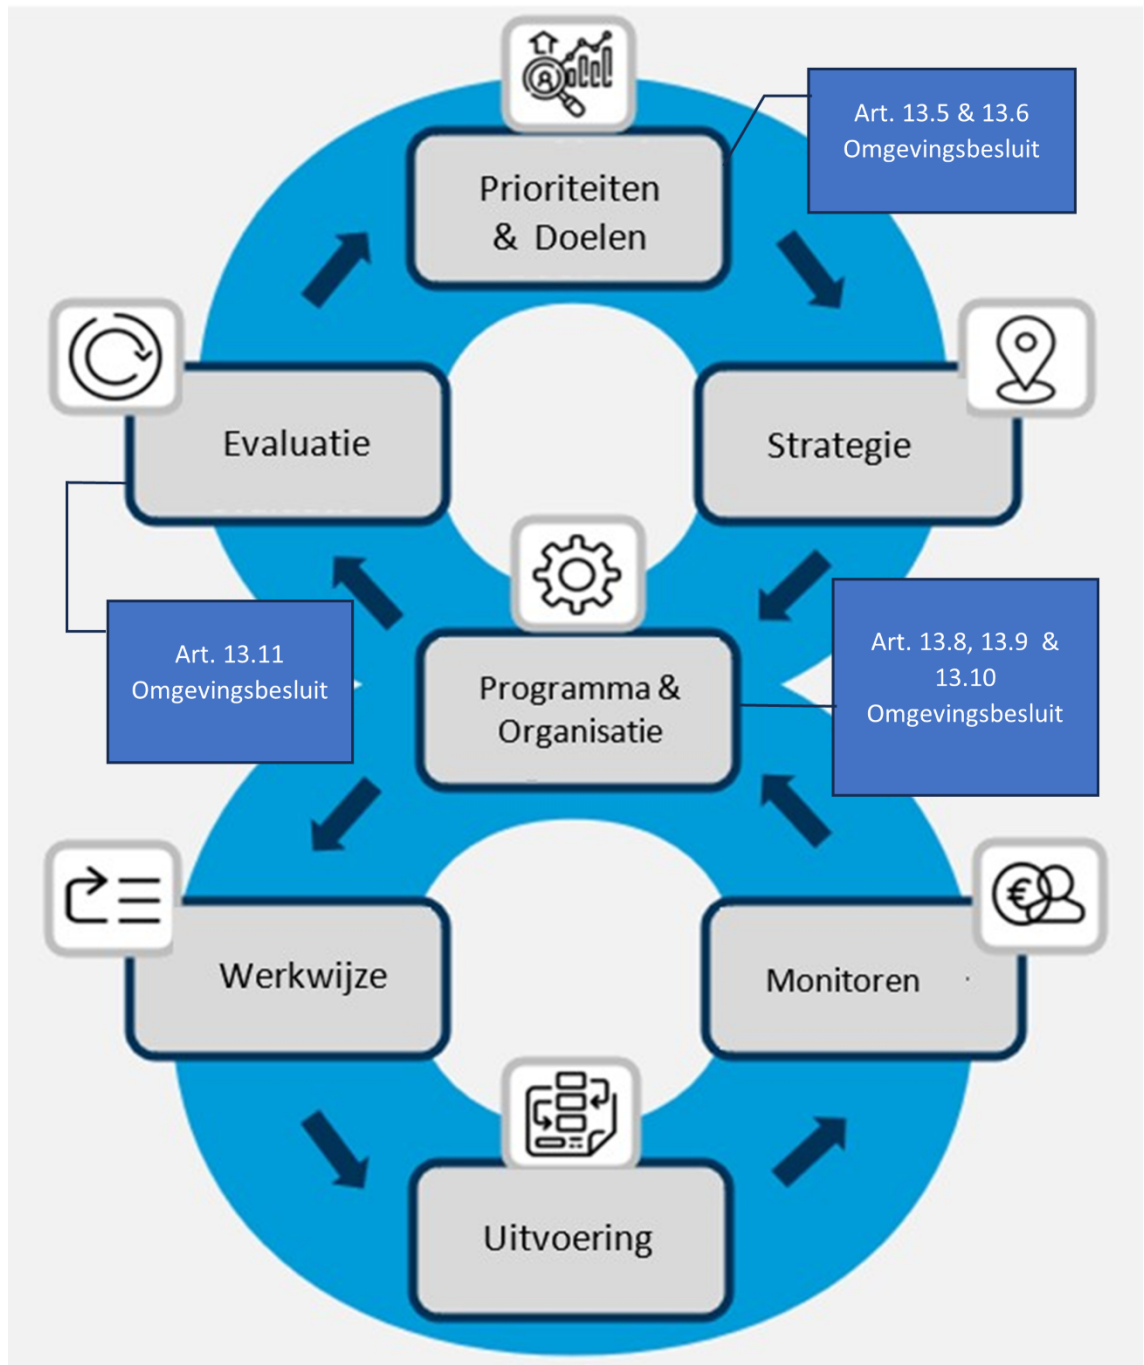 Prioriteiten
& Doelen
Art. 13.5 & 13.6
Omgevingsbesluit
Evaluatie
Strategie
Art. 13.11
Omgevingsbesluit
Programma &
Organisatie
Art. 13.8, 13.9 &
13.10
Omgevingsbesluit
Werkwijze
Monitoren
€
Uitvoering